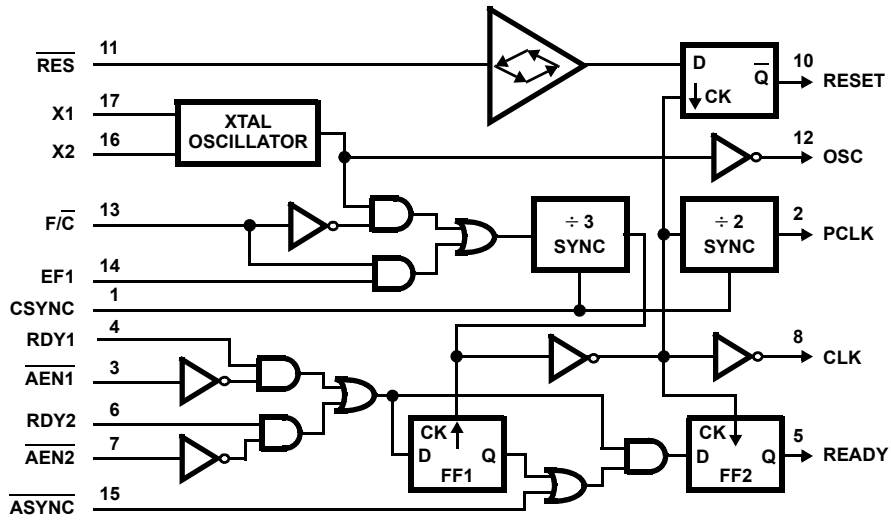 11
RES
D
Q
CK
10
RESET
17
X1
16
X2
XTAL
OSCILLATOR
12
OSC
13
F/C
14
EF1
1
CSYNC
÷ 3
SYNC
÷ 2
SYNC
2
PCLK
4
RDY1
3
AEN1
6
RDY2
7
AEN2
15
ASYNC
8
CLK
CK
D Q
FF1
CK
D Q
FF2
5
READY